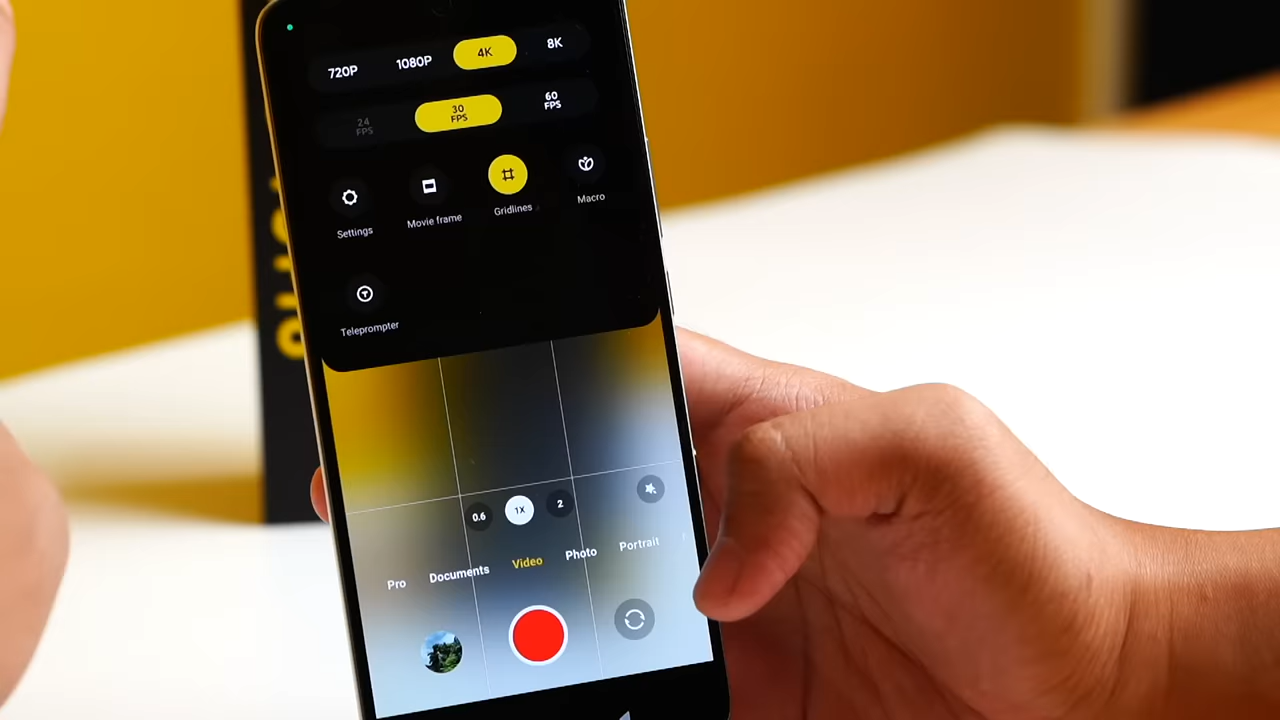 720P 1080P 4K 8K
24 FPS 30 FPS 60 FPS
Settings Movie frame Gridlines Macro
Teleprompter
0.6 1X 2
Pro Documents Video Photo Portrait